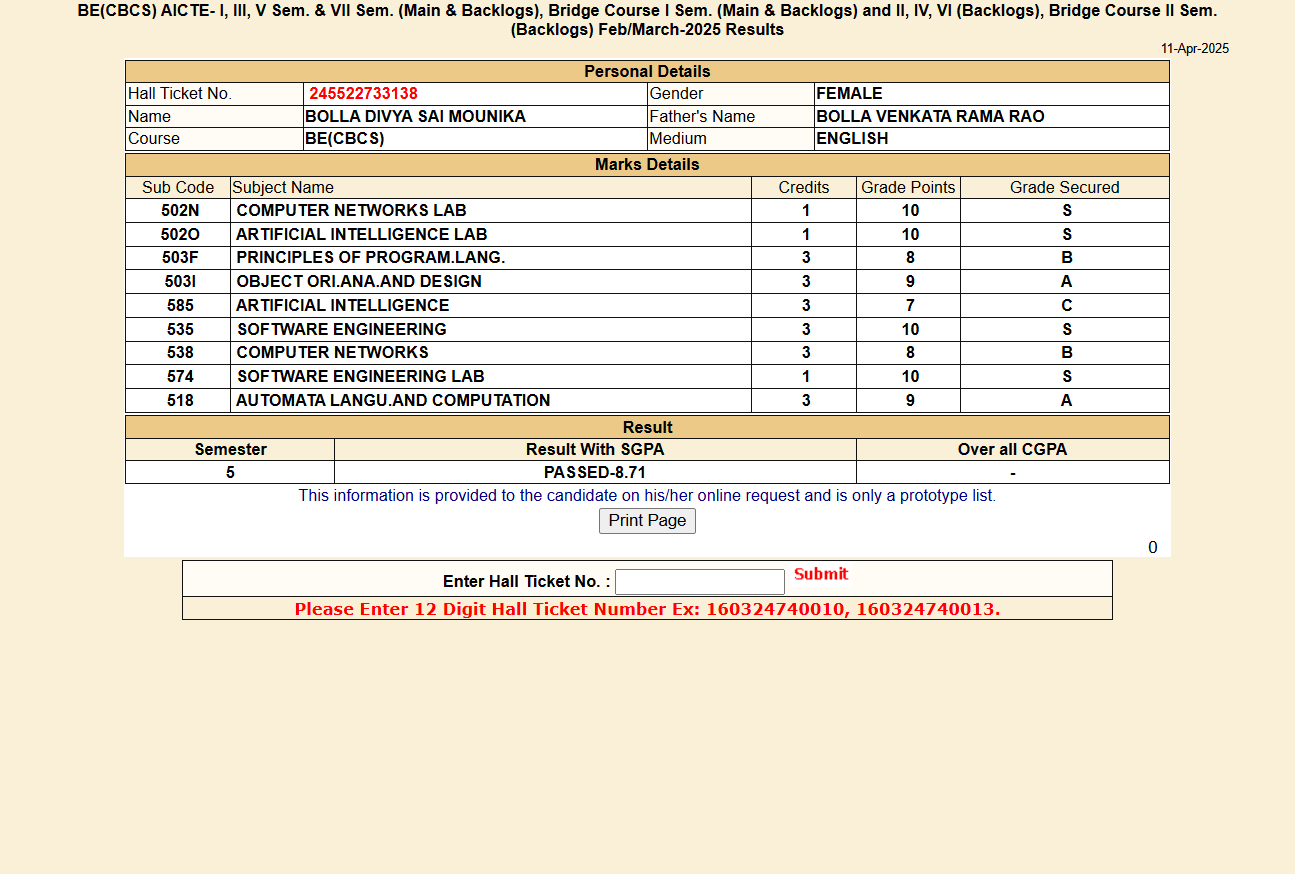 BE(CBCS) AICTE- I, III, V Sem. & VII Sem. (Main & Backlogs), Bridge Course I Sem. (Main & Backlogs) and II, IV, VI (Backlogs), Bridge Course II Sem.
(Backlogs) Feb/March-2025 Results
11-Apr-2025
Personal Details
Hall Ticket No. 245522733138 Gender FEMALE
Name BOLLA DIVYA SAI MOUNIKA Father's Name BOLLA VENKATA RAMA RAO
Course BE(CBCS) Medium ENGLISH
Marks Details
Sub Code Subject Name Credits Grade Points Grade Secured
502N COMPUTER NETWORKS LAB 1 10 S
502O ARTIFICIAL INTELLIGENCE LAB 1 10 S
503F PRINCIPLES OF PROGRAM.LANG. 3 8 B
503I OBJECT ORI.ANA.AND DESIGN 3 9 A
585 ARTIFICIAL INTELLIGENCE 3 7 C
535 SOFTWARE ENGINEERING 3 10 S
538 COMPUTER NETWORKS 3 8 B
574 SOFTWARE ENGINEERING LAB 1 10 S
518 AUTOMATA LANGU.AND COMPUTATION 3 9 A
Result
Semester Result With SGPA Over all CGPA
5 PASSED-8.71 -
This information is provided to the candidate on his/her online request and is only a prototype list.
Print Page
0
Enter Hall Ticket No. : Submit
Please Enter 12 Digit Hall Ticket Number Ex: 160324740010, 160324740013.